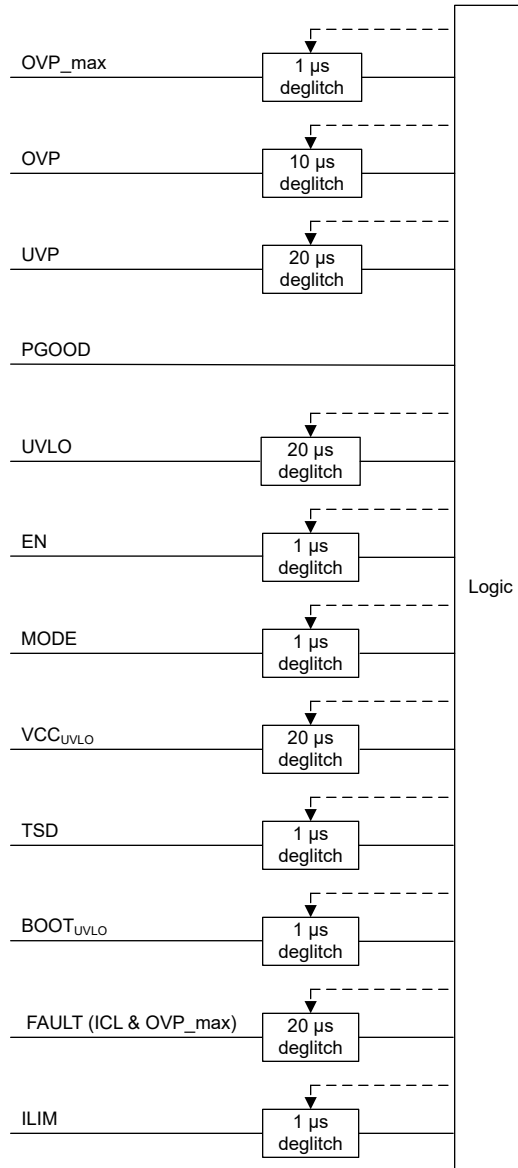 OVP_max
1 µs
deglitch
OVP
10 µs
deglitch
UVP
20 µs
deglitch
PGOOD
UVLO
20 µs
deglitch
EN
1 µs
deglitch
Logic
MODE
1 µs
deglitch
VCCUVLO
20 µs
deglitch
TSD
1 µs
deglitch
BOOTUVLO
1 µs
deglitch
FAULT (ICL & OVP_max)
20 µs
deglitch
ILIM
1 µs
deglitch